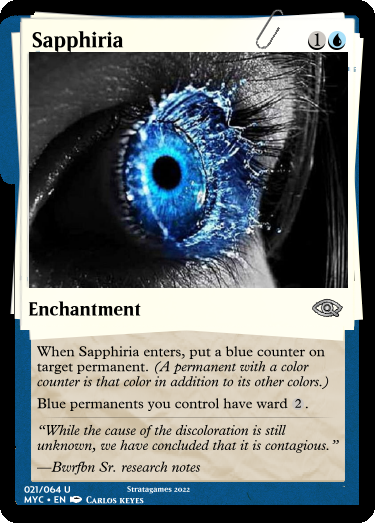 Sapphiria 1
Enchantment
When Sapphiria enters, put a blue counter on
target permanent. (A permanent with a color
counter is that color in addition to its other colors.)
Blue permanents you control have ward 2.
“While the cause of the discoloration is still
unknown, we have concluded that it is contagious.”
—Bwrfbn Sr. research notes
021/064 U Stratagames 2022
MYC • EN CARLOS KEYES